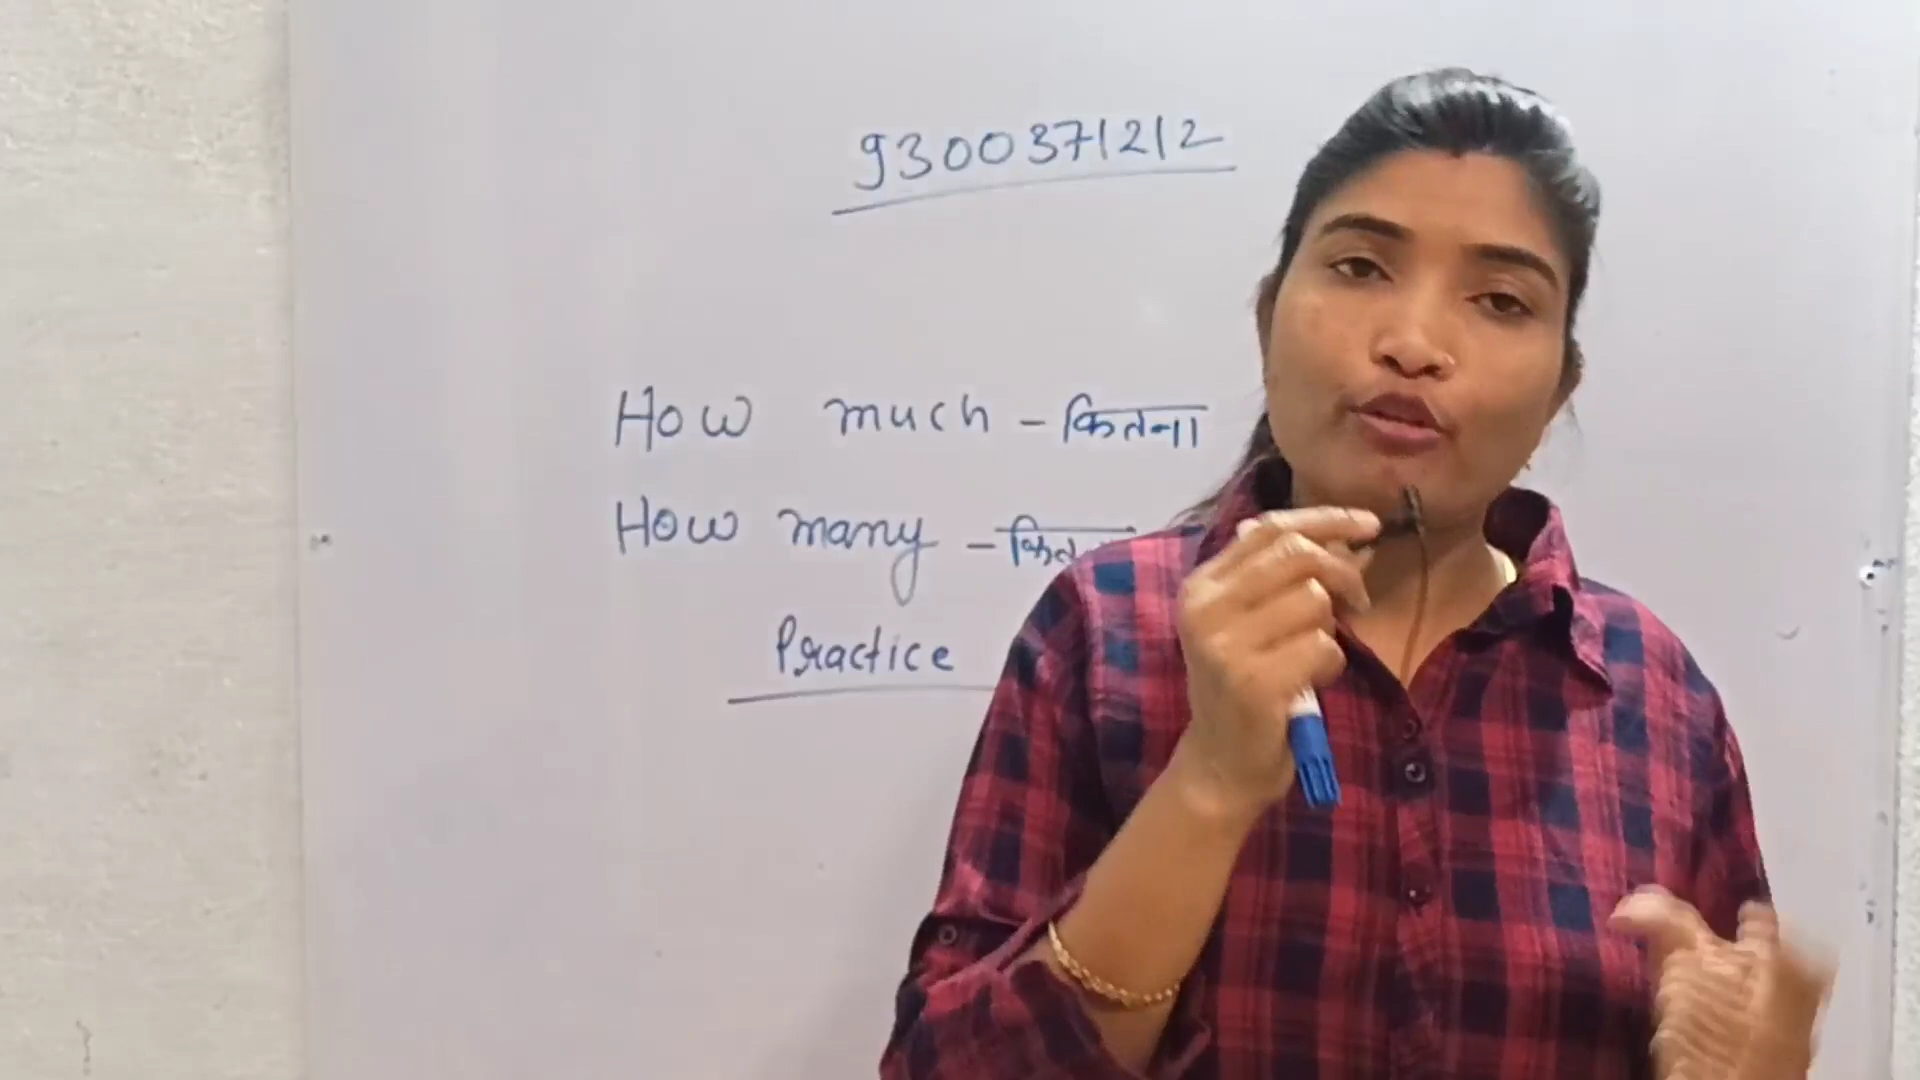 9300371212
How much - कितना
How many -
Practice